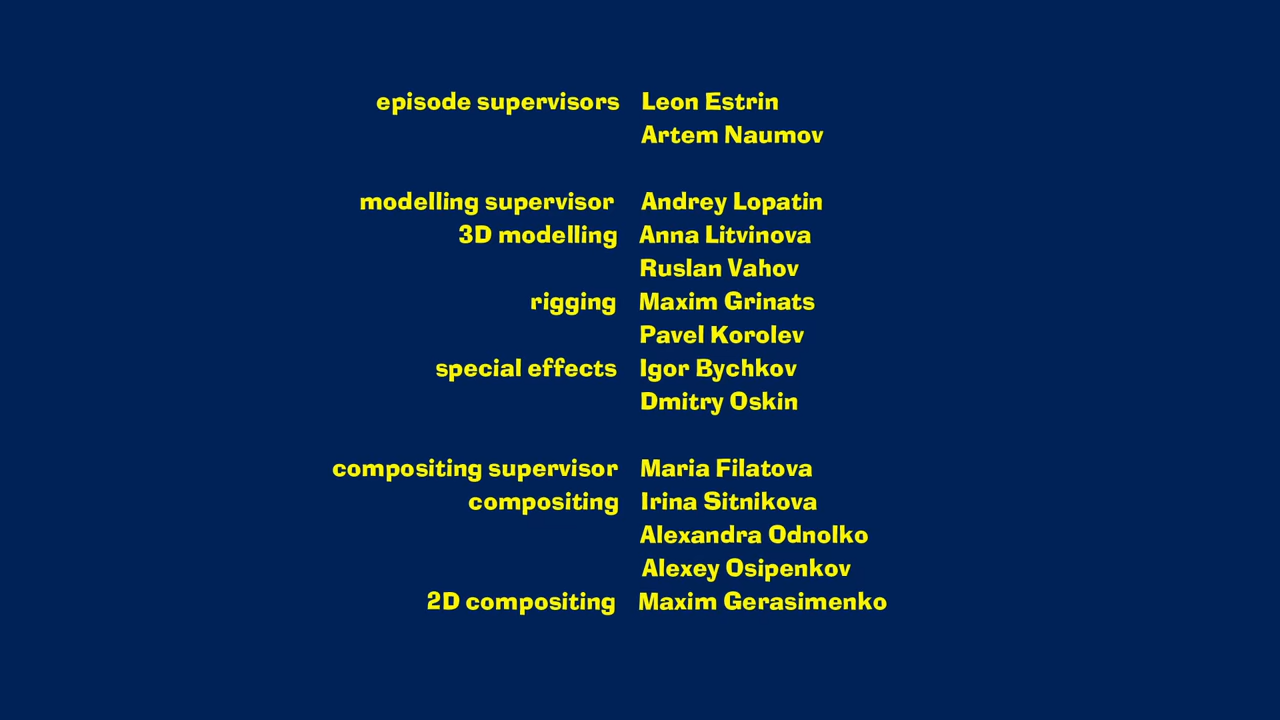 episode supervisors Leon Estrin
Artem Naumov
modelling supervisor Andrey Lopatin
3D modelling Anna Litvinova
Ruslan Vahov
rigging Maxim Grinats
Pavel Korolev
special effects Igor Bychkov
Dmitry Oskin
compositing supervisor Maria Filatova
compositing Irina Sitnikova
Alexandra Odnolko
Alexey Osipenkov
2D compositing Maxim Gerasimenko